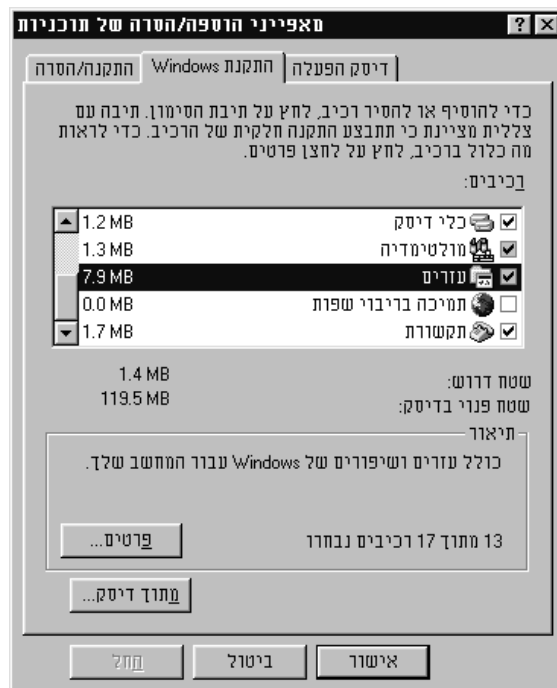 מאפייני הוספה/הסרה של תוכניות
התקנה/הסרה
התקנת Windows
דיסק הפעלה
כדי להוסיף או להסיר רכיב, לחץ על תיבת הסימון. תיבה עם
צללית מציינת כי תתבצע התקנה חלקית של הרכיב. כדי לראות
מה כלול ברכיב, לחץ על לחצן פרטים.
רכיבים:
כלי דיסק 1.2 MB
מולטימדיה 1.3 MB
עזרים 7.9 MB
תמיכה בריבוי שפות 0.0 MB
תקשורת 1.7 MB
שטח דרוש: 1.4 MB
שטח פנוי בדיסק: 119.5 MB
תיאור
כולל עזרים ושיפורים של Windows עבור המחשב שלך.
13 מתוך 17 רכיבים נבחרו
פרטים...
מתוך דיסק...
אישור
ביטול
החל